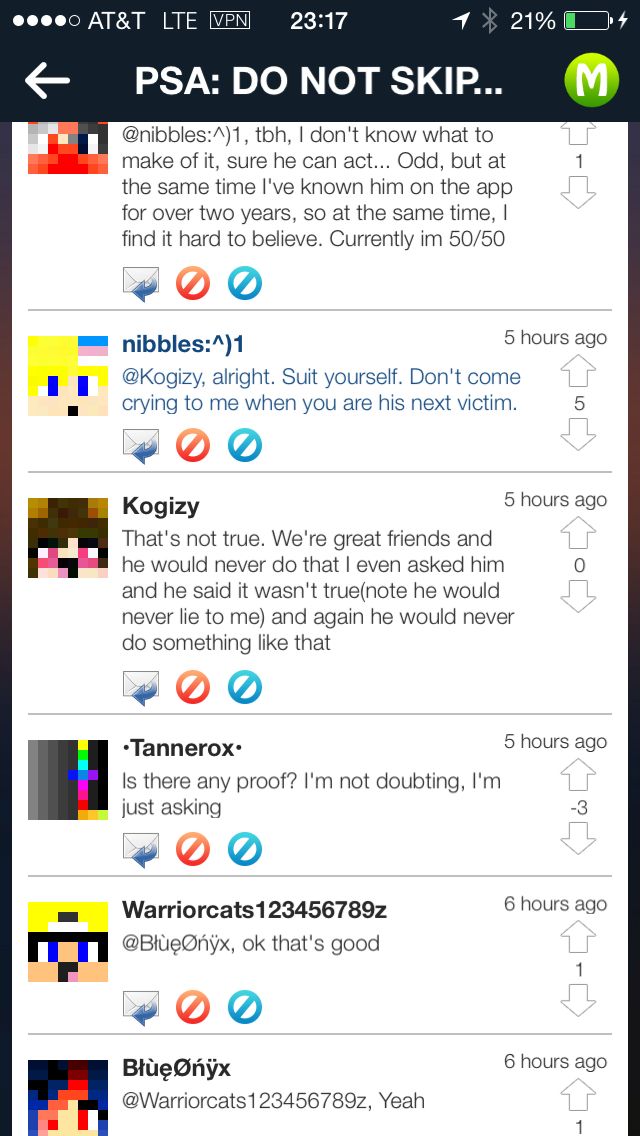 AT&T LTE VPN 23:17 21%
PSA: DO NOT SKIP...
M
@nibbles:^)1, tbh, I don't know what to
make of it, sure he can act... Odd, but at
the same time I've known him on the app
for over two years, so at the same time, I
find it hard to believe. Currently im 50/50
1
nibbles:^)1
5 hours ago
@Kogizy, alright. Suit yourself. Don't come
crying to me when you are his next victim.
5
Kogizy
5 hours ago
That's not true. We're great friends and
he would never do that I even asked him
and he said it wasn't true(note he would
never lie to me) and again he would never
do something like that
0
•Tannerox•
5 hours ago
Is there any proof? I'm not doubting, I'm
just asking
-3
Warriorcats123456789z
6 hours ago
@BłùęØńÿx, ok that's good
1
BłùęØńÿx
6 hours ago
@Warriorcats123456789z, Yeah
1